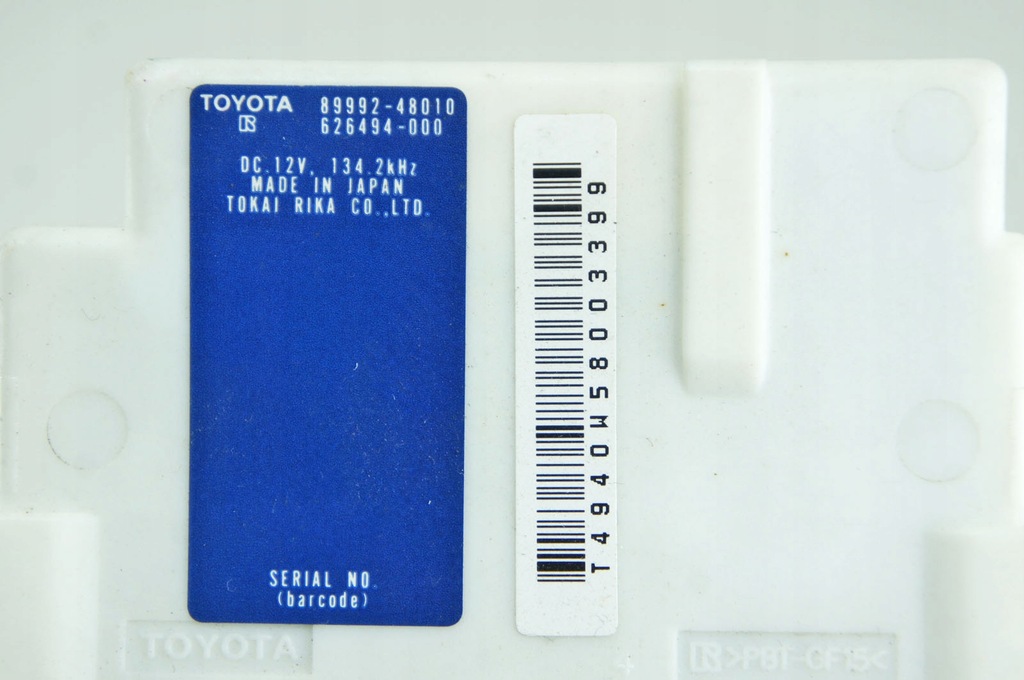 TOYOTA 89992-48010
R 626494-000
DC.12V, 134.2kHz
MADE IN JAPAN
TOKAI RIKA CO.,LTD.
SERIAL NO.
(barcode)
T4940W58003399
TOYOTA
R >PBT-GF15<